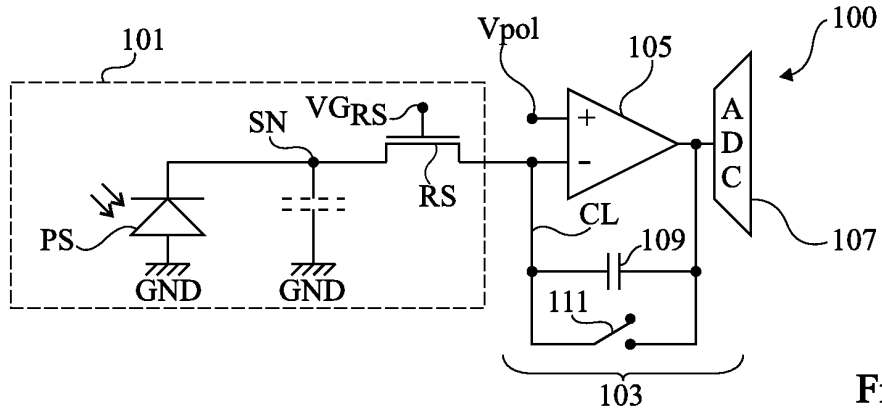 101
Vpol
105
100
VGRS
SN
+
-
A
D
C
RS
PS
CL
109
107
GND
GND
111
103